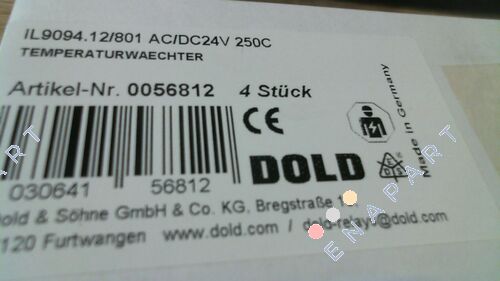 IL9094.12/801 AC/DC24V 250C
TEMPERATURWAECHTER
Artikel-Nr. 0056812 4 Stück
CE
Made in Germany
DOLD
030641 56812
Dold & Söhne GmbH & Co. KG, Bregstraße
120 Furtwangen www.dold.com / dold-relays@dold.com
ENAPART